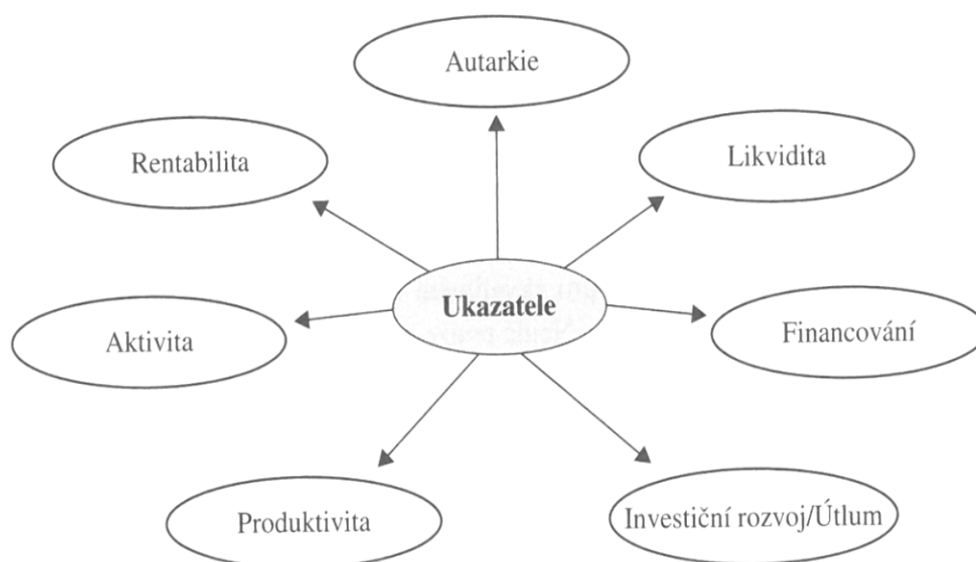 Autarkie
Rentabilita
Likvidita
Ukazatele
Aktivita
Financování
Produktivita
Investiční rozvoj/Útlum